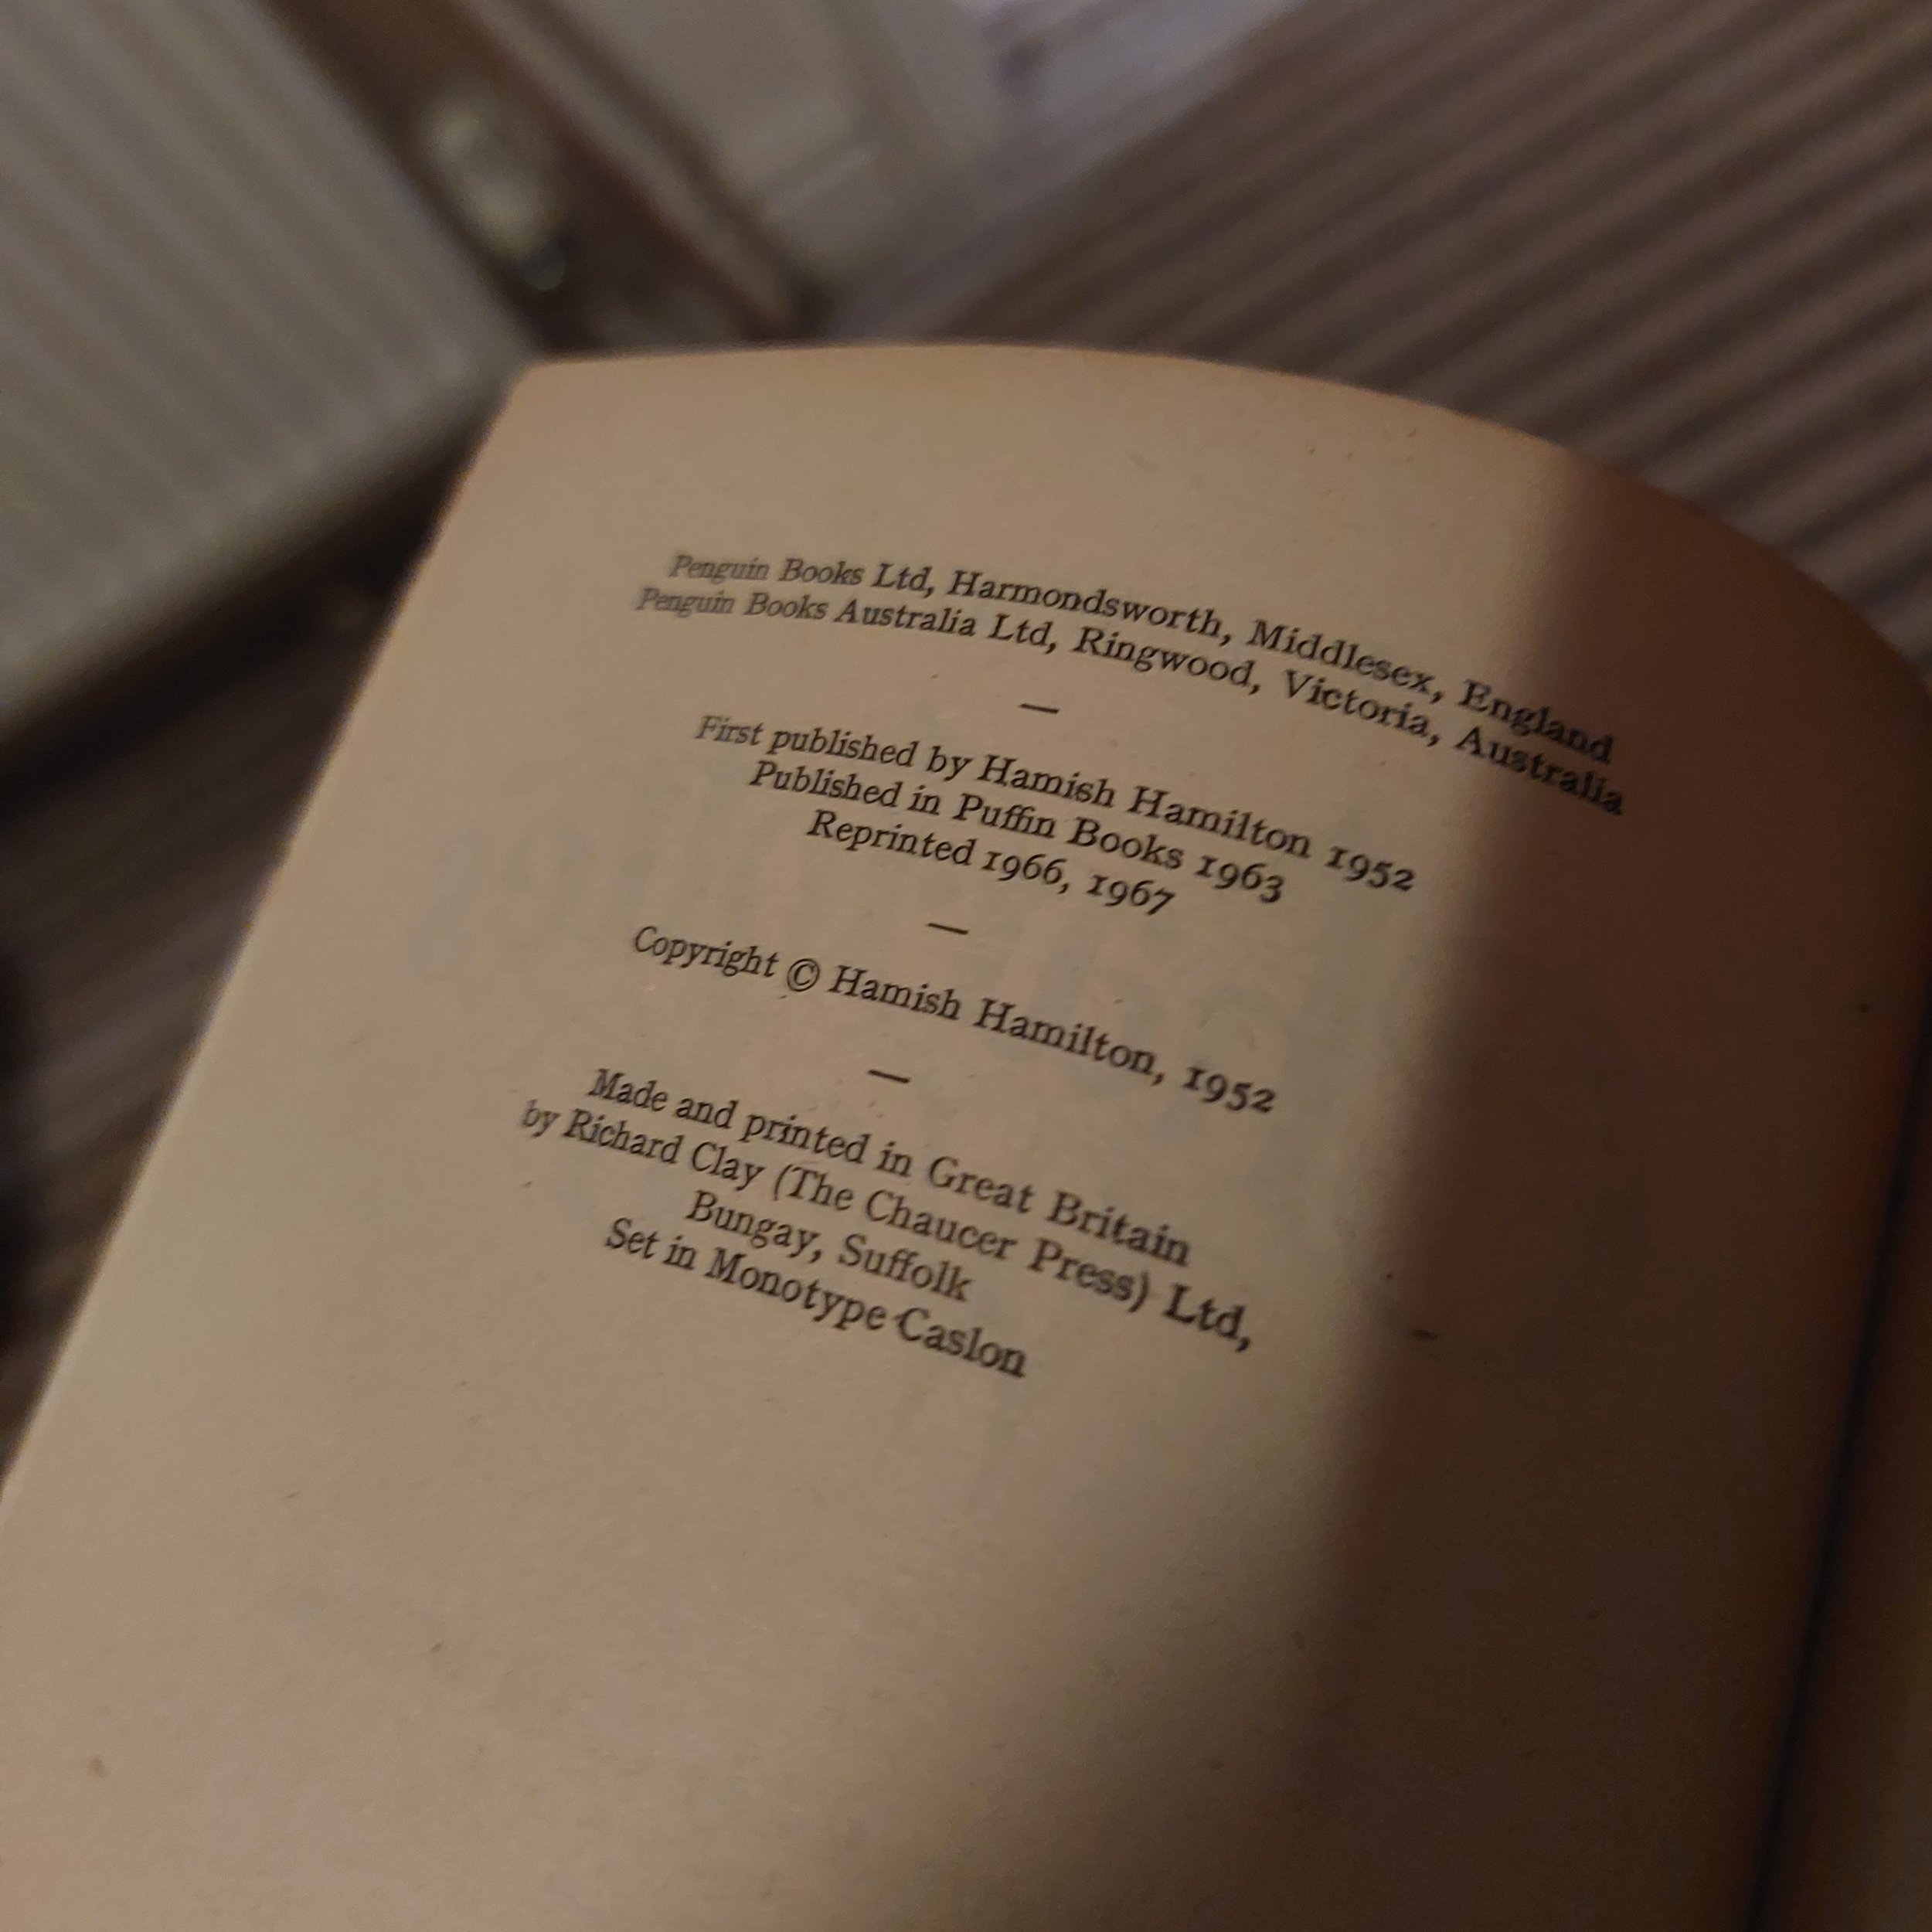 Penguin Books Ltd, Harmondsworth, Middlesex, England
Penguin Books Australia Ltd, Ringwood, Victoria, Australia
—
First published by Hamish Hamilton 1952
Published in Puffin Books 1963
Reprinted 1966, 1967
—
Copyright © Hamish Hamilton, 1952
—
Made and printed in Great Britain
by Richard Clay (The Chaucer Press) Ltd,
Bungay, Suffolk
Set in Monotype Caslon